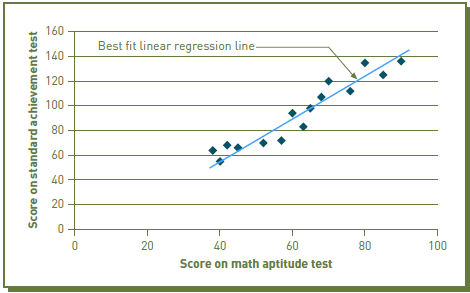 Score on standard achievement test
160
140
120
100
80
60
40
20
0
Best fit linear regression line
0 20 40 60 80 100
Score on math aptitude test